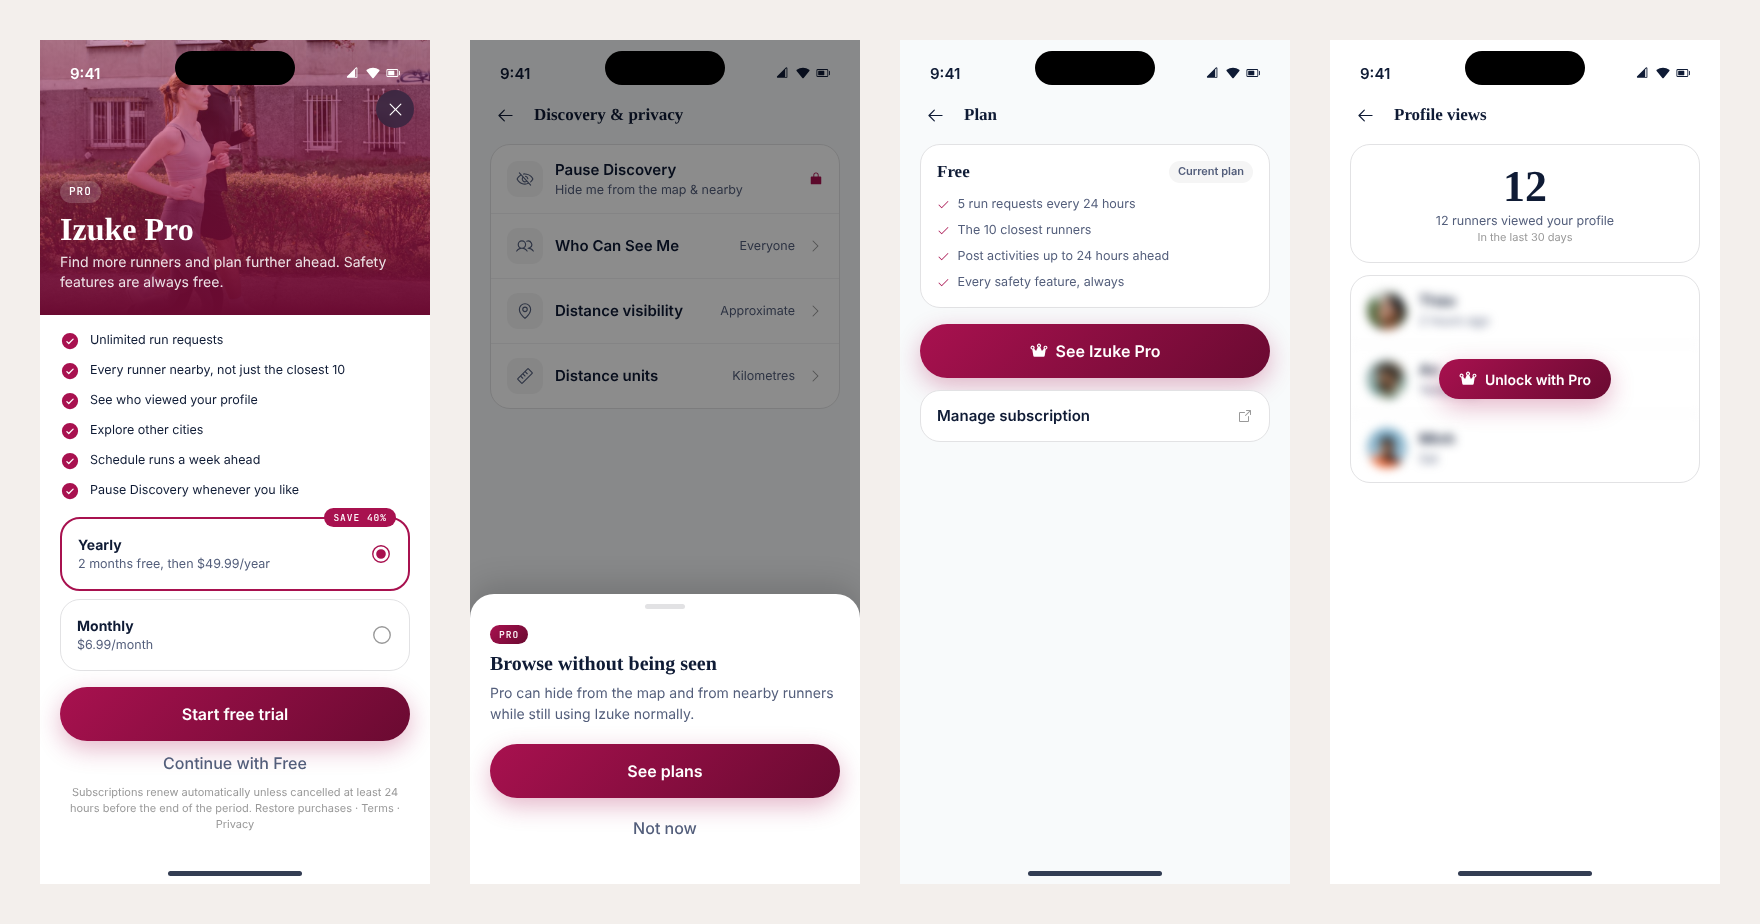 9:41
PRO
Izuke Pro
Find more runners and plan further ahead. Safety
features are always free.
Unlimited run requests
Every runner nearby, not just the closest 10
See who viewed your profile
Explore other cities
Schedule runs a week ahead
Pause Discovery whenever you like
SAVE 40%
Yearly
2 months free, then $49.99/year
Monthly
$6.99/month
Start free trial
Continue with Free
Subscriptions renew automatically unless cancelled at least 24
hours before the end of the period. Restore purchases · Terms ·
Privacy
9:41
Discovery & privacy
Pause Discovery
Hide me from the map & nearby
Who Can See Me
Everyone
Distance visibility
Approximate
Distance units
Kilometres
PRO
Browse without being seen
Pro can hide from the map and from nearby runners
while still using Izuke normally.
See plans
Not now
9:41
Plan
Free
Current plan
5 run requests every 24 hours
The 10 closest runners
Post activities up to 24 hours ahead
Every safety feature, always
See Izuke Pro
Manage subscription
9:41
Profile views
12
12 runners viewed your profile
In the last 30 days
Unlock with Pro